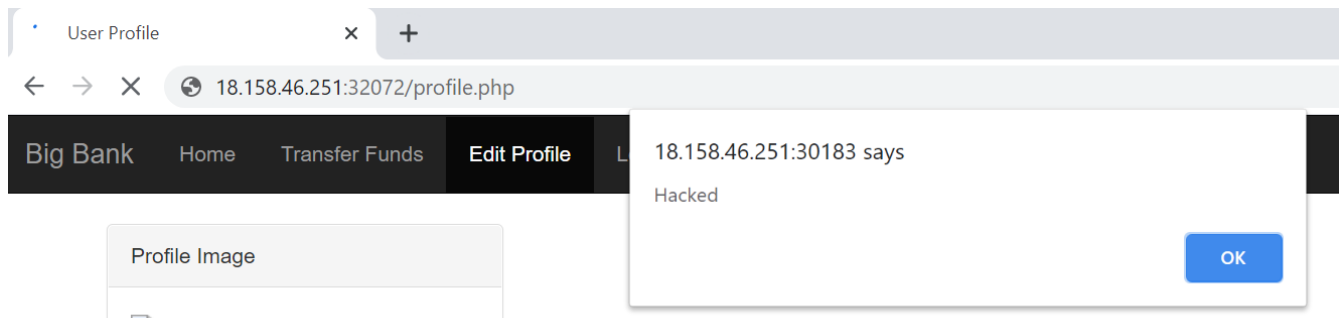 User Profile
18.158.46.251:32072/profile.php
Big Bank Home Transfer Funds Edit Profile L
18.158.46.251:30183 says
Hacked
OK
Profile Image